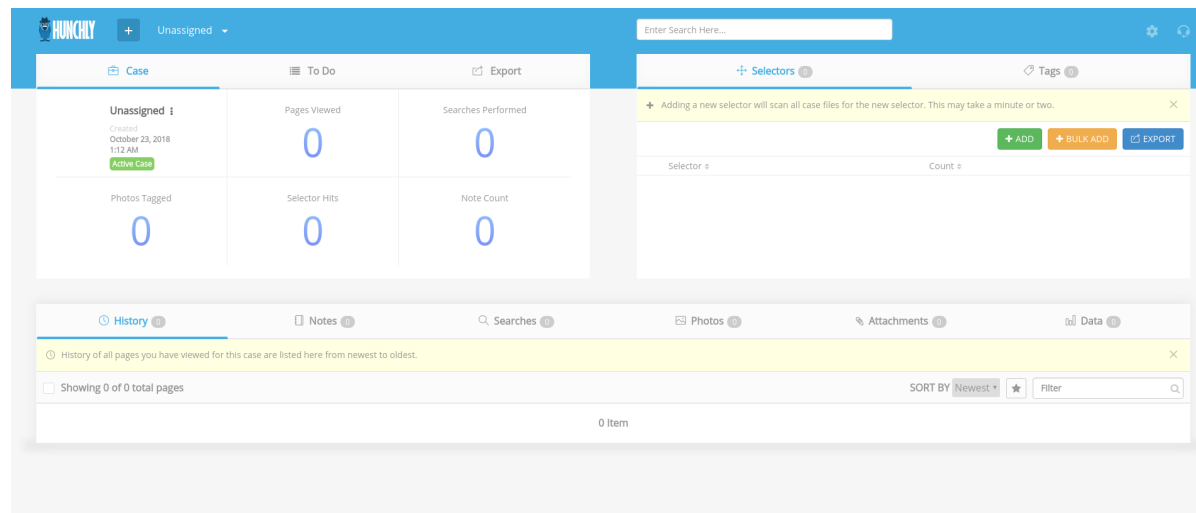 HUNCHLY + Unassigned Enter Search Here...
Case To Do Export
Unassigned
Created
October 23, 2018
1:12 AM
Active Case
Pages Viewed
0
Searches Performed
0
Photos Tagged
0
Selector Hits
0
Note Count
0
Selectors 0 Tags 0
+ Adding a new selector will scan all case files for the new selector. This may take a minute or two.
+ ADD + BULK ADD EXPORT
Selector Count
History 0 Notes 0 Searches 0 Photos 0 Attachments 0 Data 0
History of all pages you have viewed for this case are listed here from newest to oldest.
Showing 0 of 0 total pages SORT BY Newest Filter
0 Item